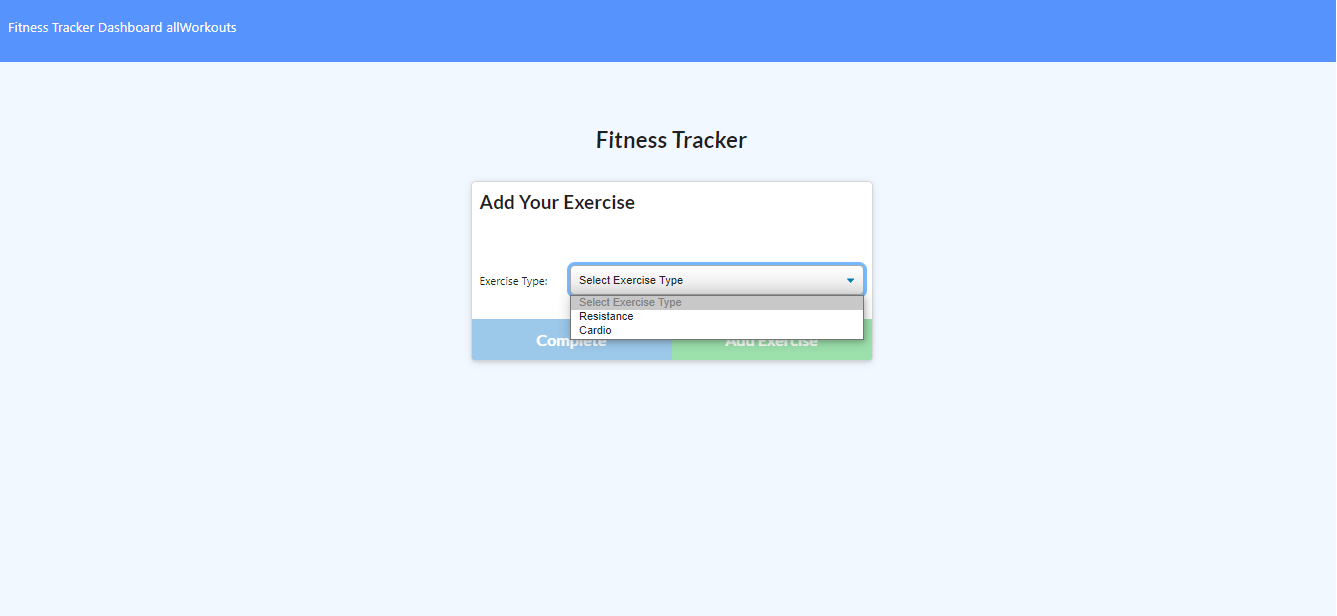 Fitness Tracker Dashboard allWorkouts
Fitness Tracker
Add Your Exercise
Exercise Type: Select Exercise Type
Select Exercise Type
Resistance
Cardio
Complete Add Exercise